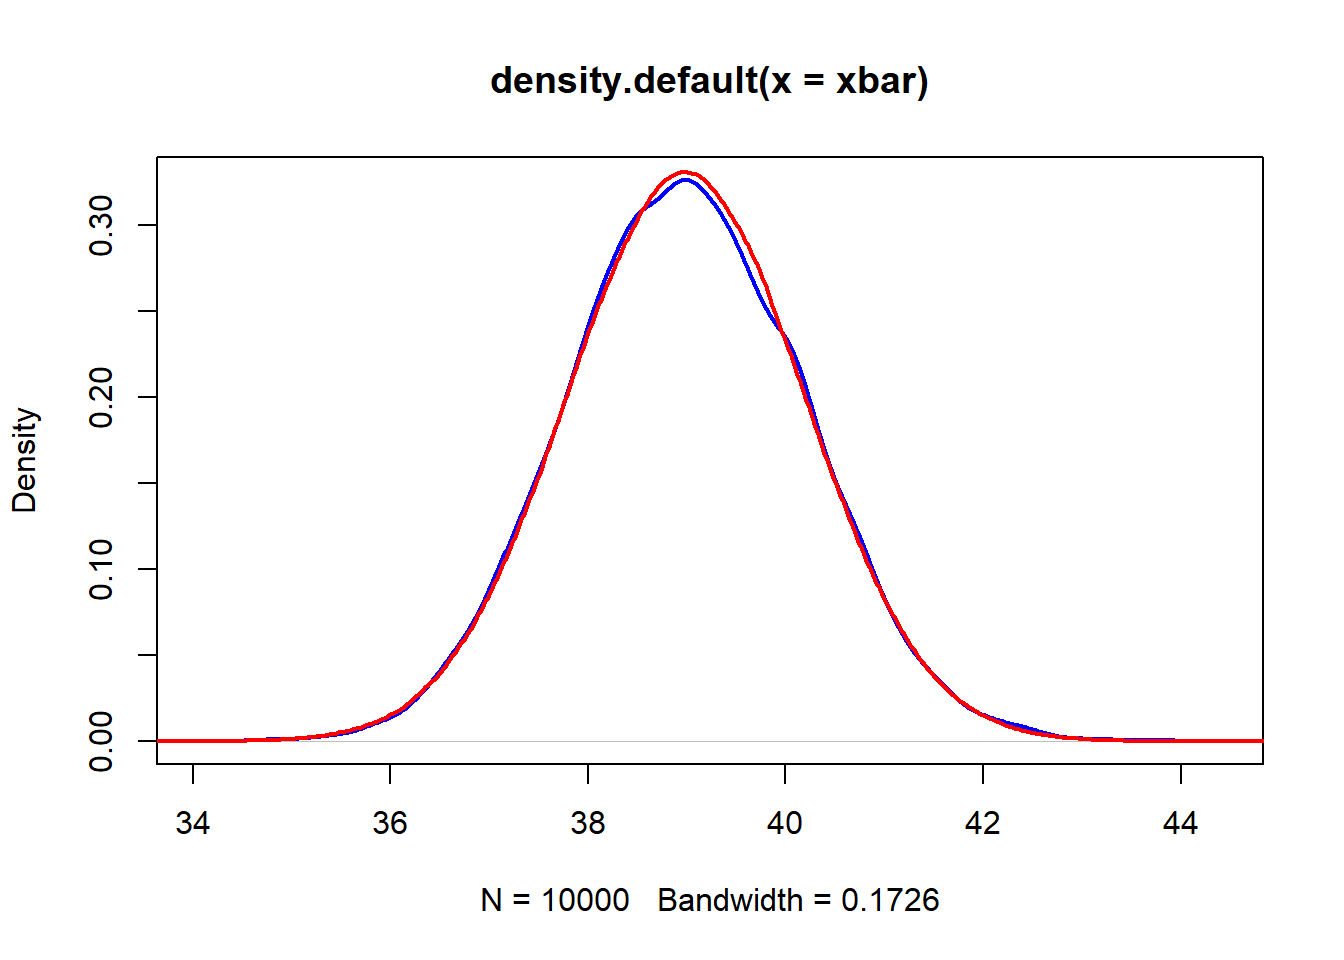 density.default(x = xbar)
Density
0.30
0.20
0.10
0.00
34 36 38 40 42 44
N = 10000 Bandwidth = 0.1726